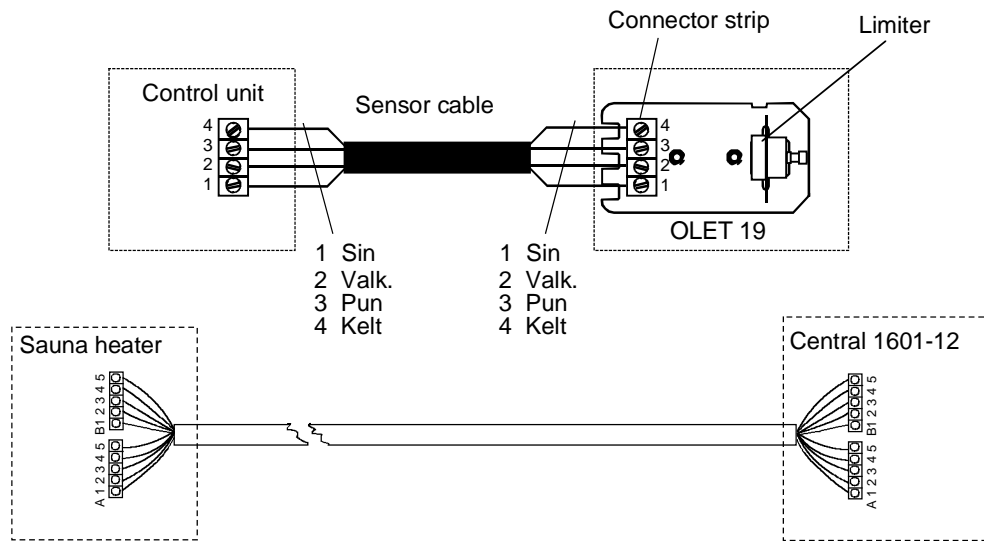 Connector strip
Limiter
Control unit
Sensor cable
4
3
2
1
4
3
2
1
OLET 19
1 Sin
2 Valk.
3 Pun
4 Kelt
1 Sin
2 Valk.
3 Pun
4 Kelt
Sauna heater
Central 1601-12
B1 2 3 4 5
A 1 2 3 4 5
B1 2 3 4 5
A 1 2 3 4 5